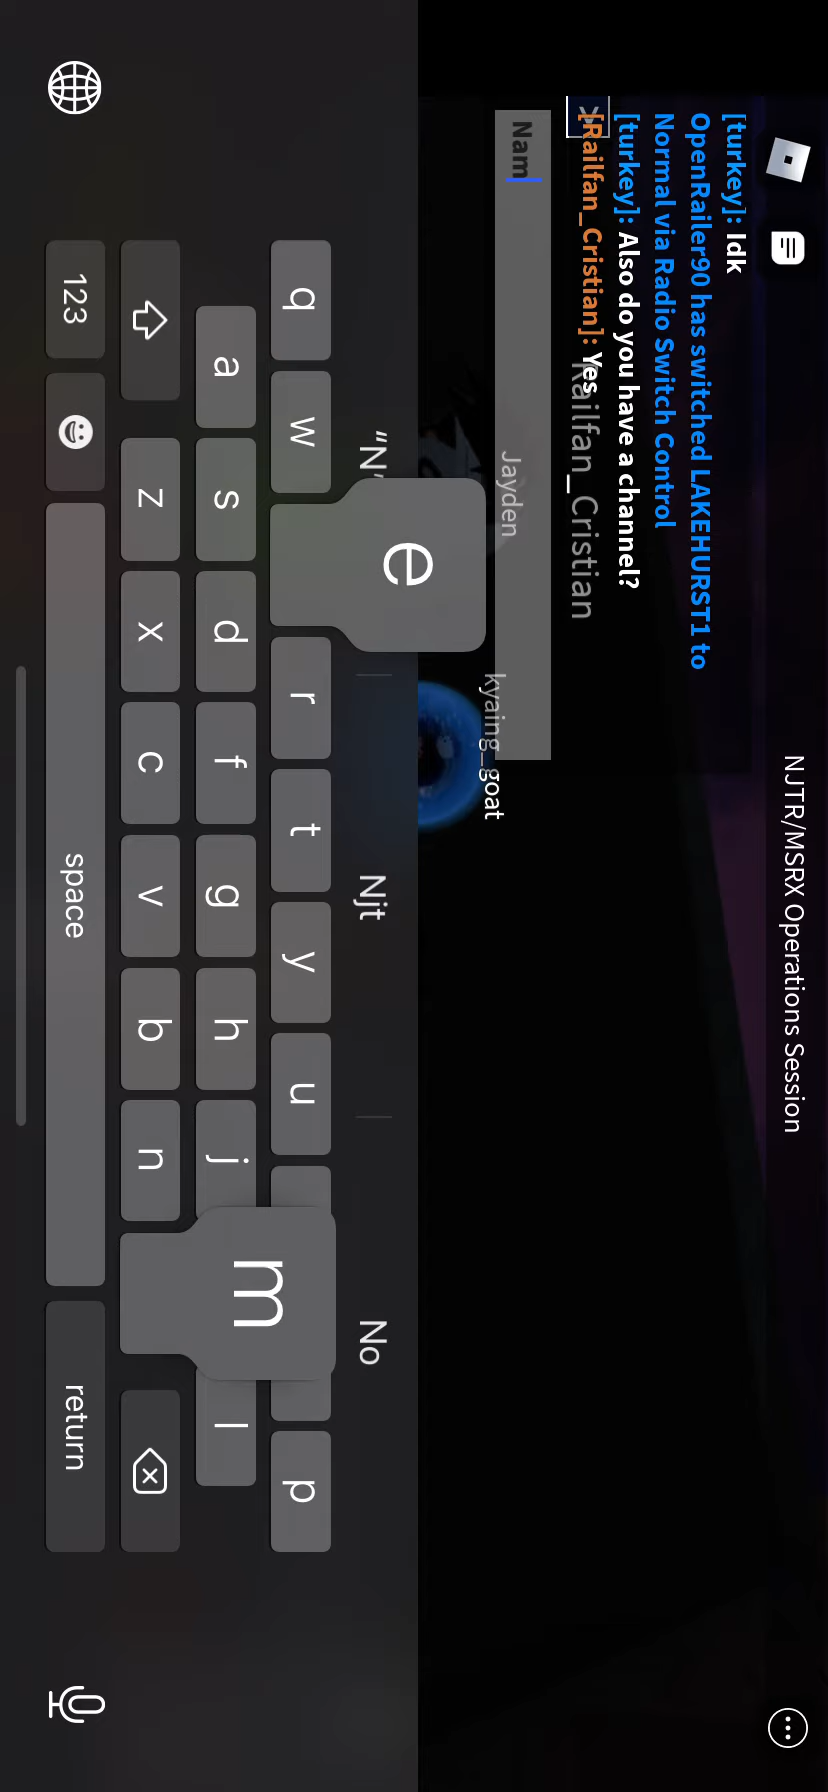 NJTR/MSRX Operations Session
[turkey]: Idk
OpenRailer90 has switched LAKEHURST1 to
Normal via Radio Switch Control
[turkey]: Also do you have a channel?
[Railfan_Cristian]: Yes
Railfan_Cristian
Nam
Jayden
kyaing_goat
“N” Njt No
q w e r t y u p
a s d f g h j l
z x c v b n m
123 space return